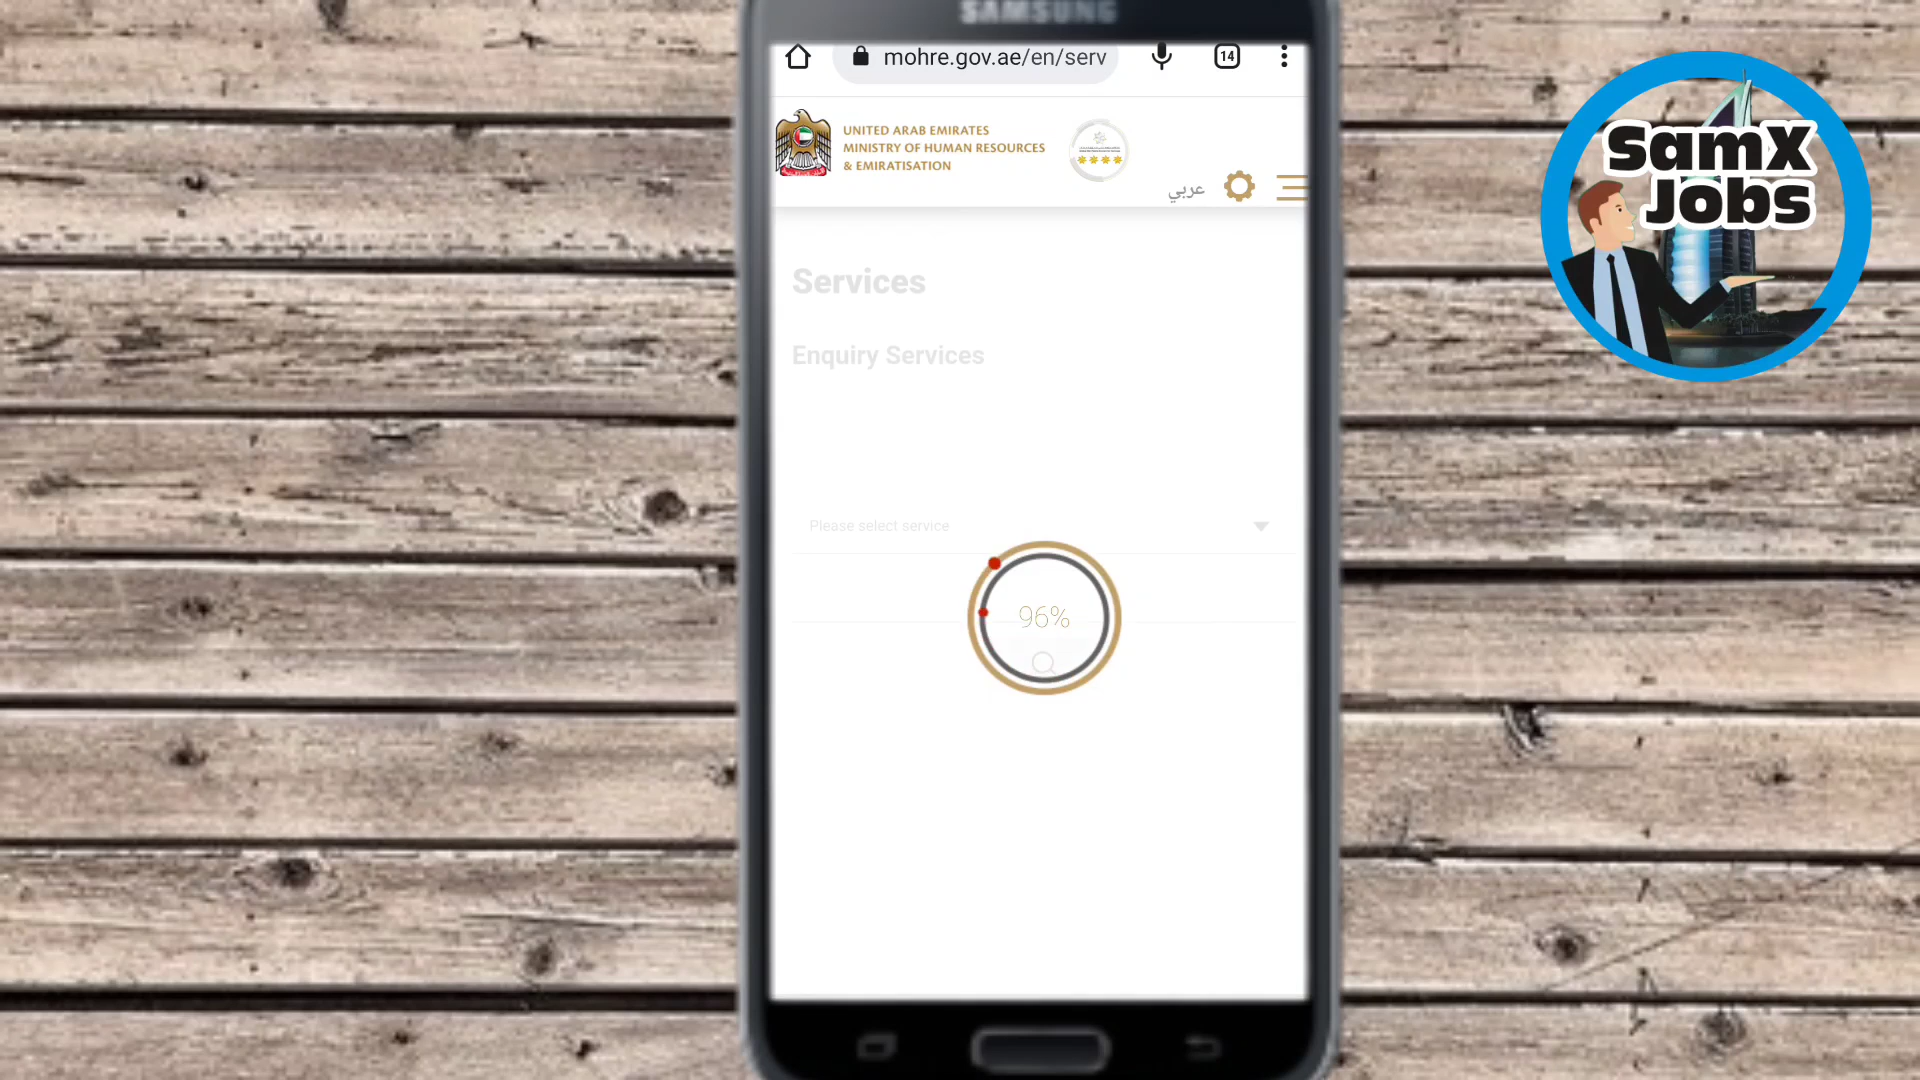 SAMSUNG
mohre.gov.ae/en/serv
14
UNITED ARAB EMIRATES
MINISTRY OF HUMAN RESOURCES
& EMIRATISATION
عربي
Services
Enquiry Services
Please select service
96%
SamX
Jobs